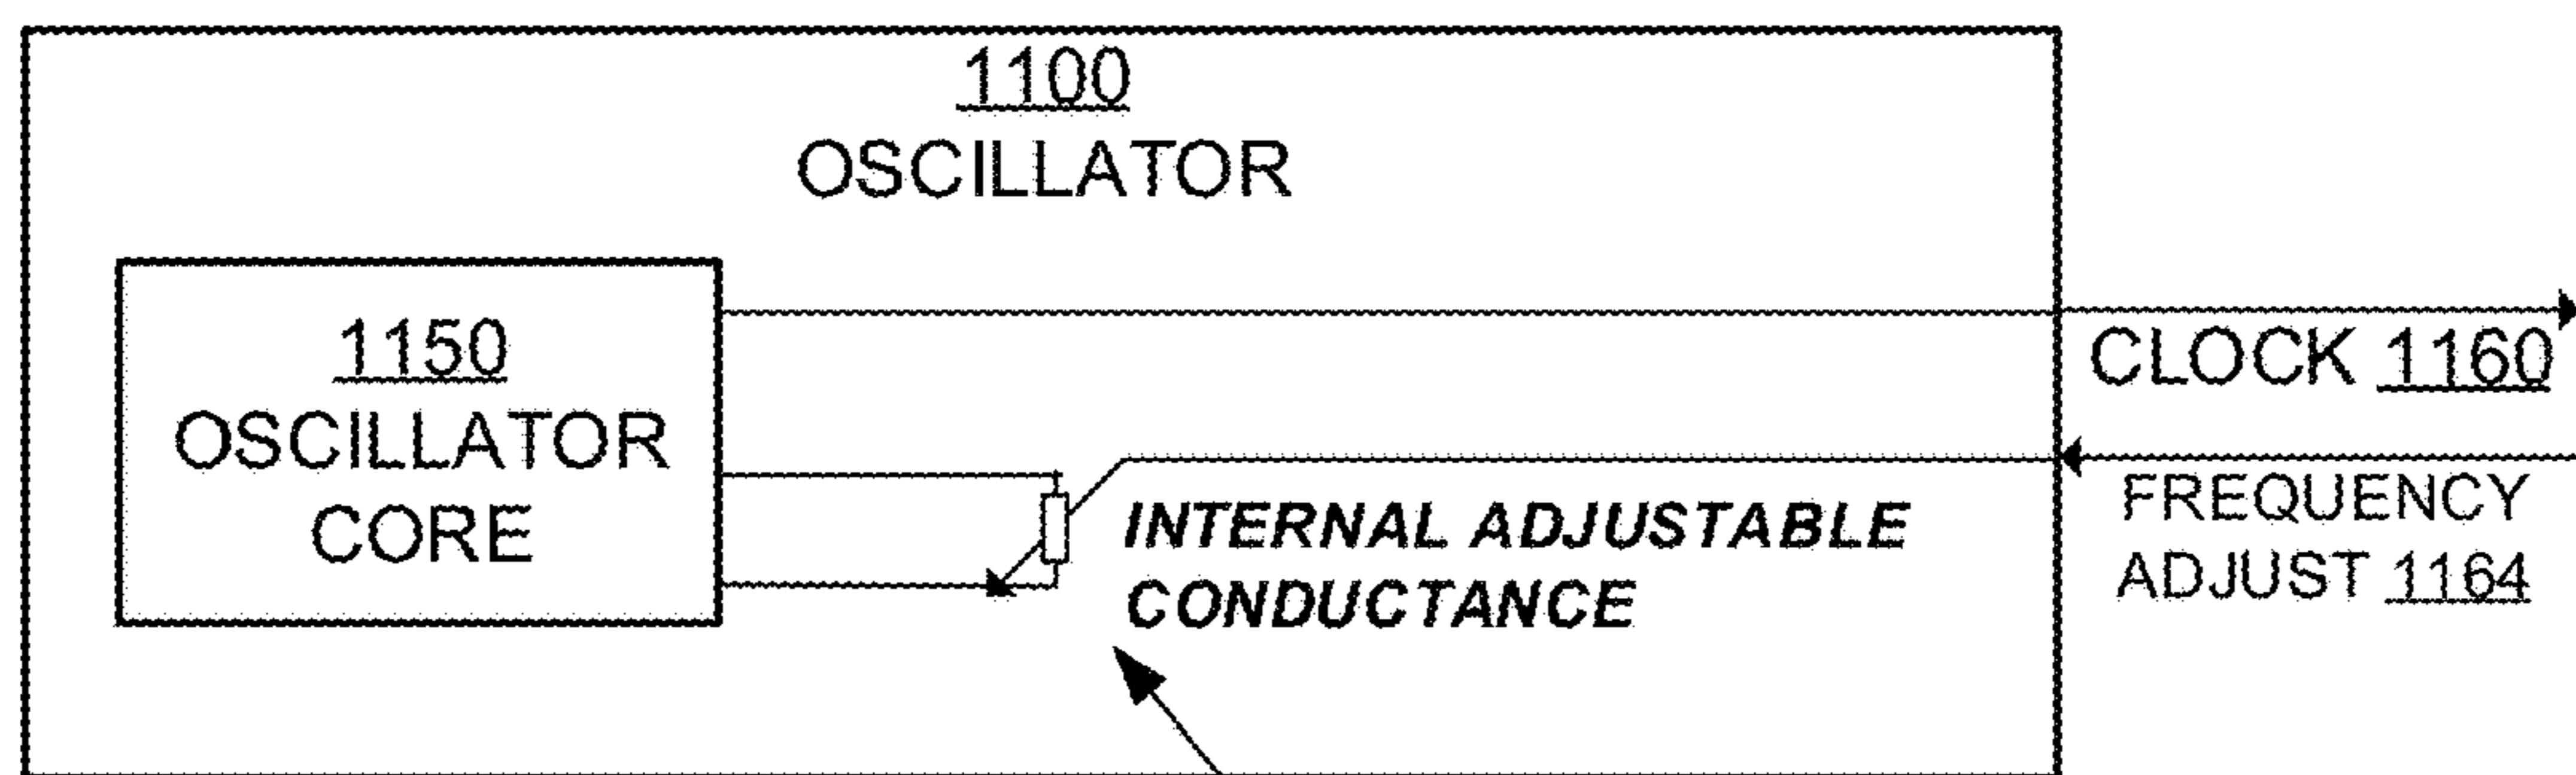 1100
OSCILLATOR
1150
OSCILLATOR
CORE
CLOCK 1160
INTERNAL ADJUSTABLE
CONDUCTANCE
FREQUENCY
ADJUST 1164